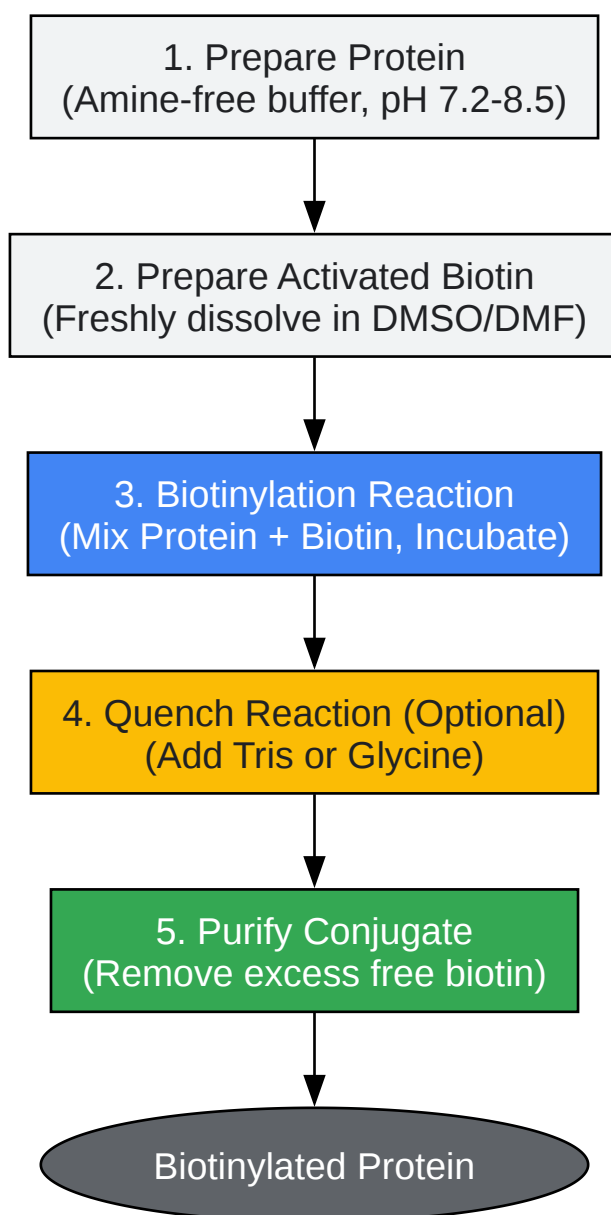 1. Prepare Protein
(Amine-free buffer, pH 7.2-8.5)
2. Prepare Activated Biotin
(Freshly dissolve in DMSO/DMF)
3. Biotinylation Reaction
(Mix Protein + Biotin, Incubate)
4. Quench Reaction (Optional)
(Add Tris or Glycine)
5. Purify Conjugate
(Remove excess free biotin)
Biotinylated Protein